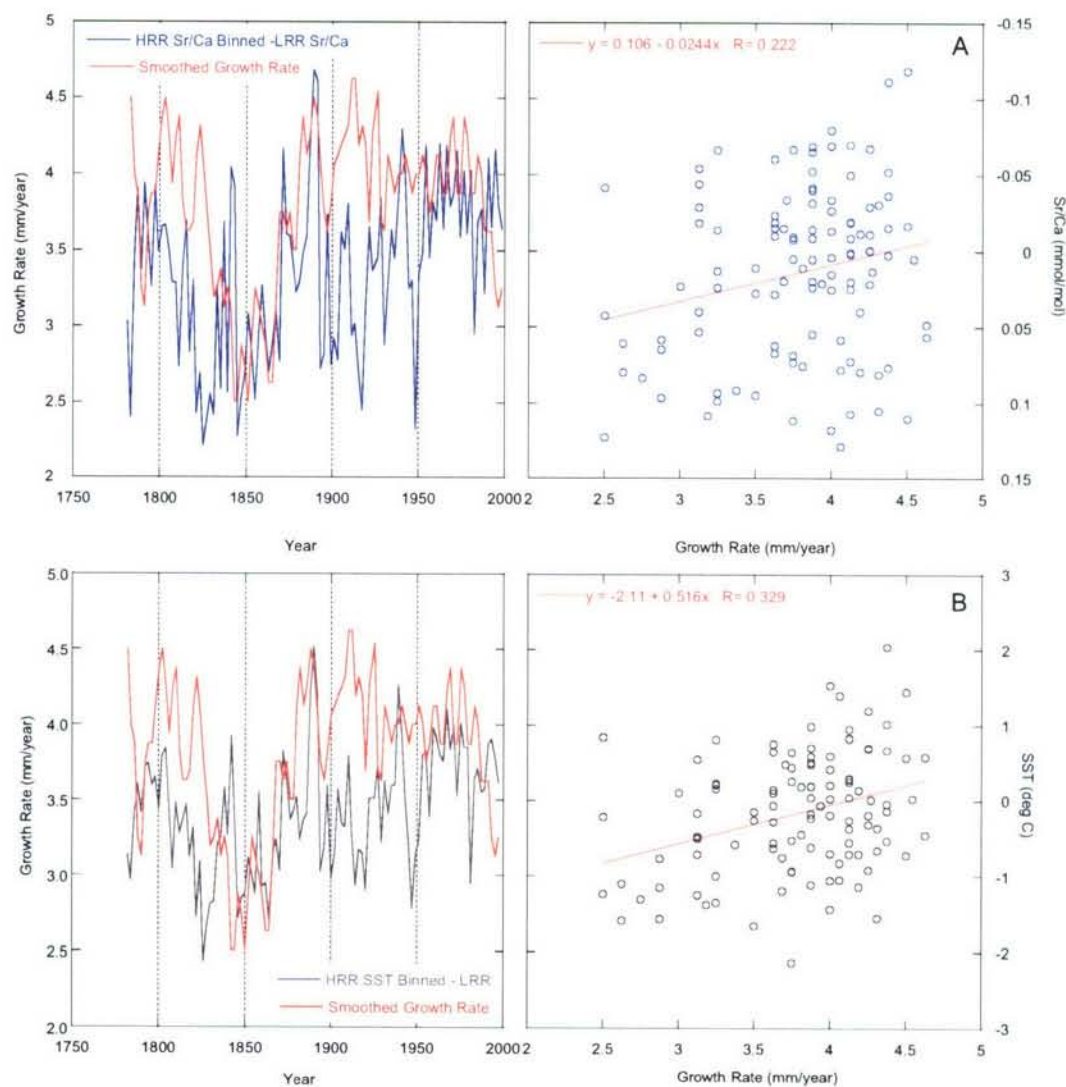 HRR Sr/Ca Binned -LRR Sr/Ca
Smoothed Growth Rate
5
4.5
4
3.5
3
2.5
2
Growth Rate (mm/year)
1750 1800 1850 1900 1950 2000
Year
y = 0.106 - 0.0244x R= 0.222
A
-0.15
-0.1
-0.05
0
0.05
0.1
0.15
Sr/Ca (mmol/mol)
2 2.5 3 3.5 4 4.5 5
Growth Rate (mm/year)
5.0
4.5
4.0
3.5
3.0
2.5
2.0
Growth Rate (mm/year)
HRR SST Binned - LRR
Smoothed Growth Rate
1750 1800 1850 1900 1950 2000
Year
y = -2.11 + 0.516x R= 0.329
B
3
2
1
0
-1
-2
-3
SST (deg C)
2 2.5 3 3.5 4 4.5 5
Growth Rate (mm/year)